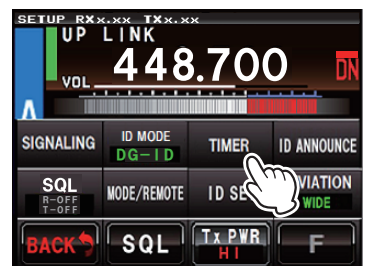 SETUP RXx.xx TXx.xx
UP LINK
VOL 448.700 DN
A
SIGNALING ID MODE TIMER ID ANNOUNCE
DG-ID
SQL MODE/REMOTE ID SE VIATION
R-OFF WIDE
T-OFF
BACK SQL Tx PWR F
HI